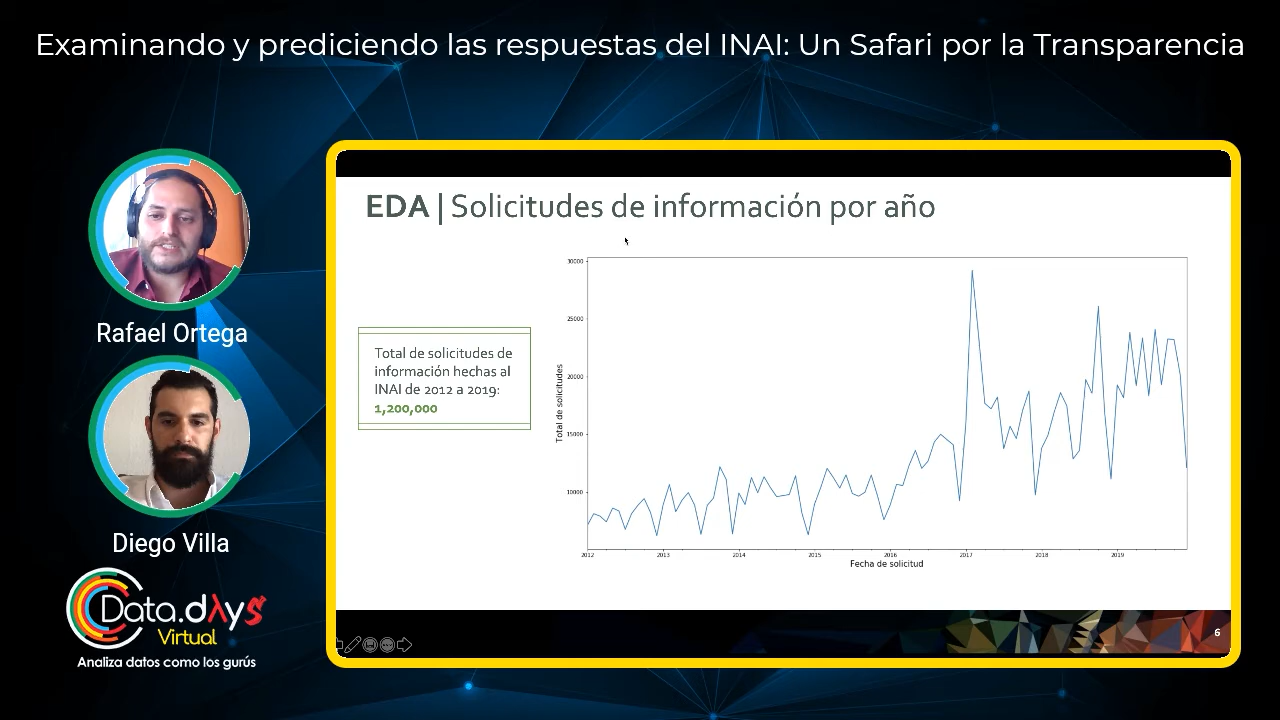 Examinando y prediciendo las respuestas del INAI: Un Safari por la Transparencia
Rafael Ortega
Diego Villa
Data.dAys
Virtual
Analiza datos como los gurús
EDA | Solicitudes de información por año
Total de solicitudes de
información hechas al
INAI de 2012 a 2019:
1,200,000
Total de solicitudes
30000
25000
20000
15000
10000
2012 2013 2014 2015 2016 2017 2018 2019
Fecha de solicitud
6